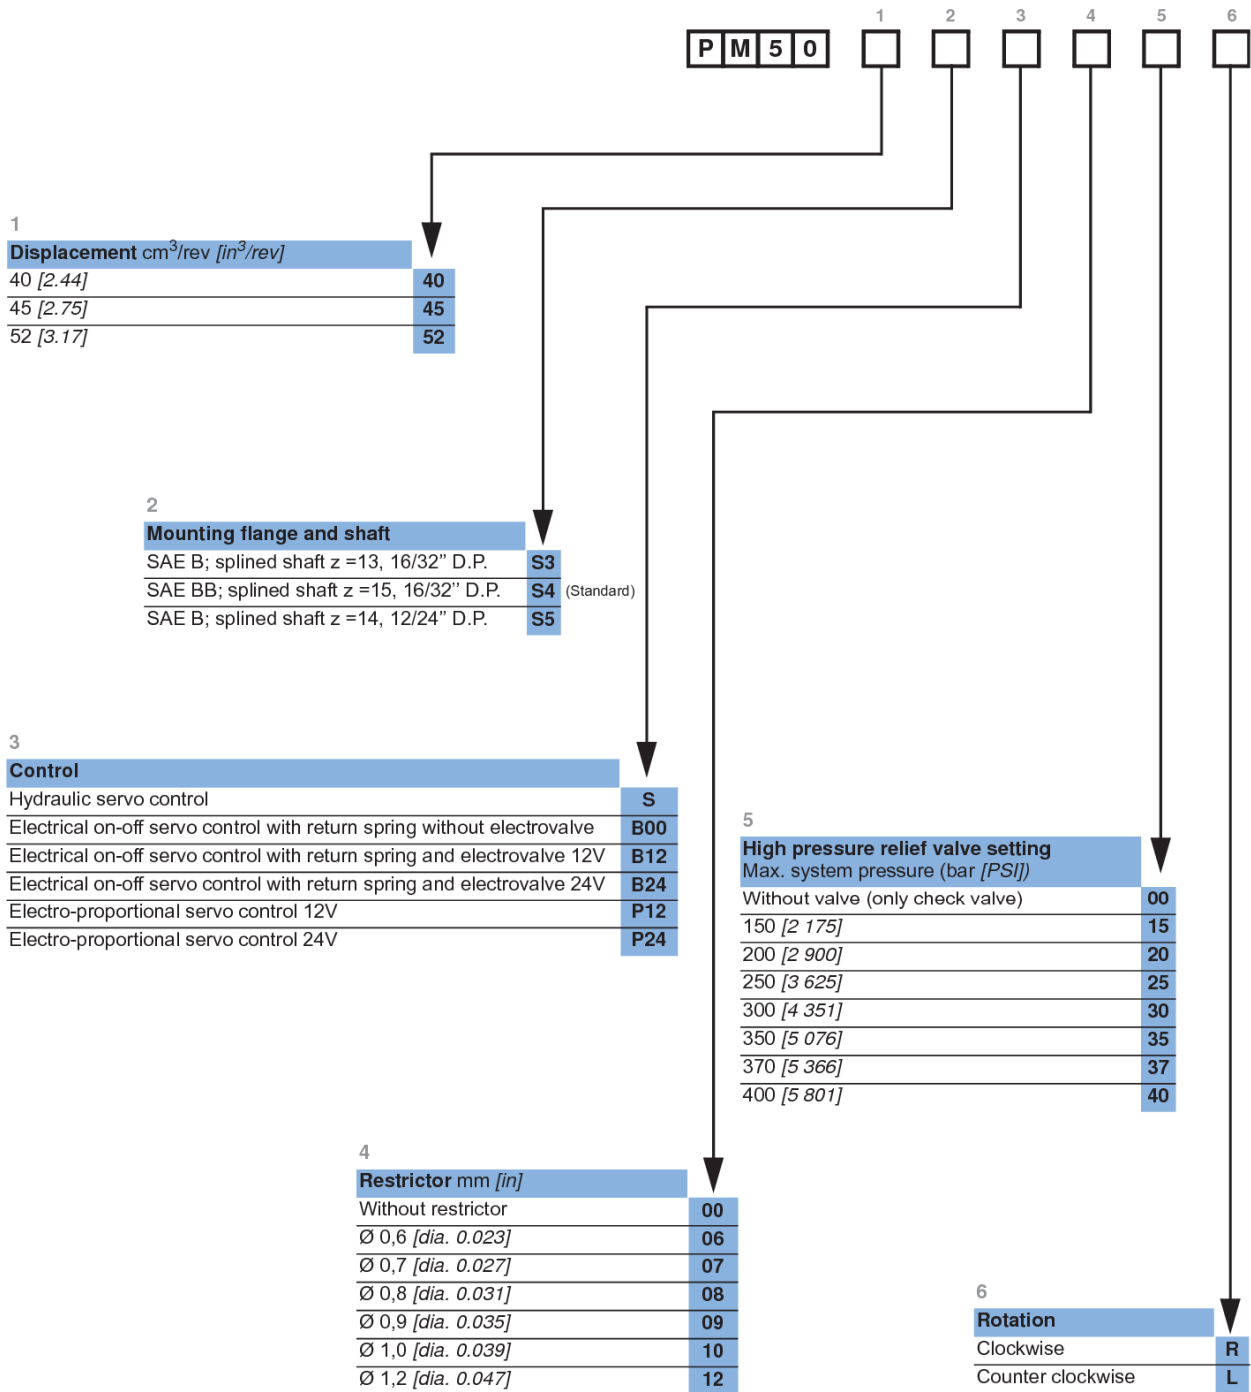 1 2 3 4 5 6
P M 5 0
1
Displacement cm³/rev [in³/rev]
40 [2.44] 40
45 [2.75] 45
52 [3.17] 52
2
Mounting flange and shaft
SAE B; splined shaft z =13, 16/32” D.P. S3
SAE BB; splined shaft z =15, 16/32’’ D.P. S4 (Standard)
SAE B; splined shaft z =14, 12/24” D.P. S5
3
Control
Hydraulic servo control S
Electrical on-off servo control with return spring without electrovalve B00
Electrical on-off servo control with return spring and electrovalve 12V B12
Electrical on-off servo control with return spring and electrovalve 24V B24
Electro-proportional servo control 12V P12
Electro-proportional servo control 24V P24
5
High pressure relief valve setting
Max. system pressure (bar [PSI])
Without valve (only check valve) 00
150 [2 175] 15
200 [2 900] 20
250 [3 625] 25
300 [4 351] 30
350 [5 076] 35
370 [5 366] 37
400 [5 801] 40
4
Restrictor mm [in]
Without restrictor 00
Ø 0,6 [dia. 0.023] 06
Ø 0,7 [dia. 0.027] 07
Ø 0,8 [dia. 0.031] 08
Ø 0,9 [dia. 0.035] 09
Ø 1,0 [dia. 0.039] 10
Ø 1,2 [dia. 0.047] 12
6
Rotation
Clockwise R
Counter clockwise L